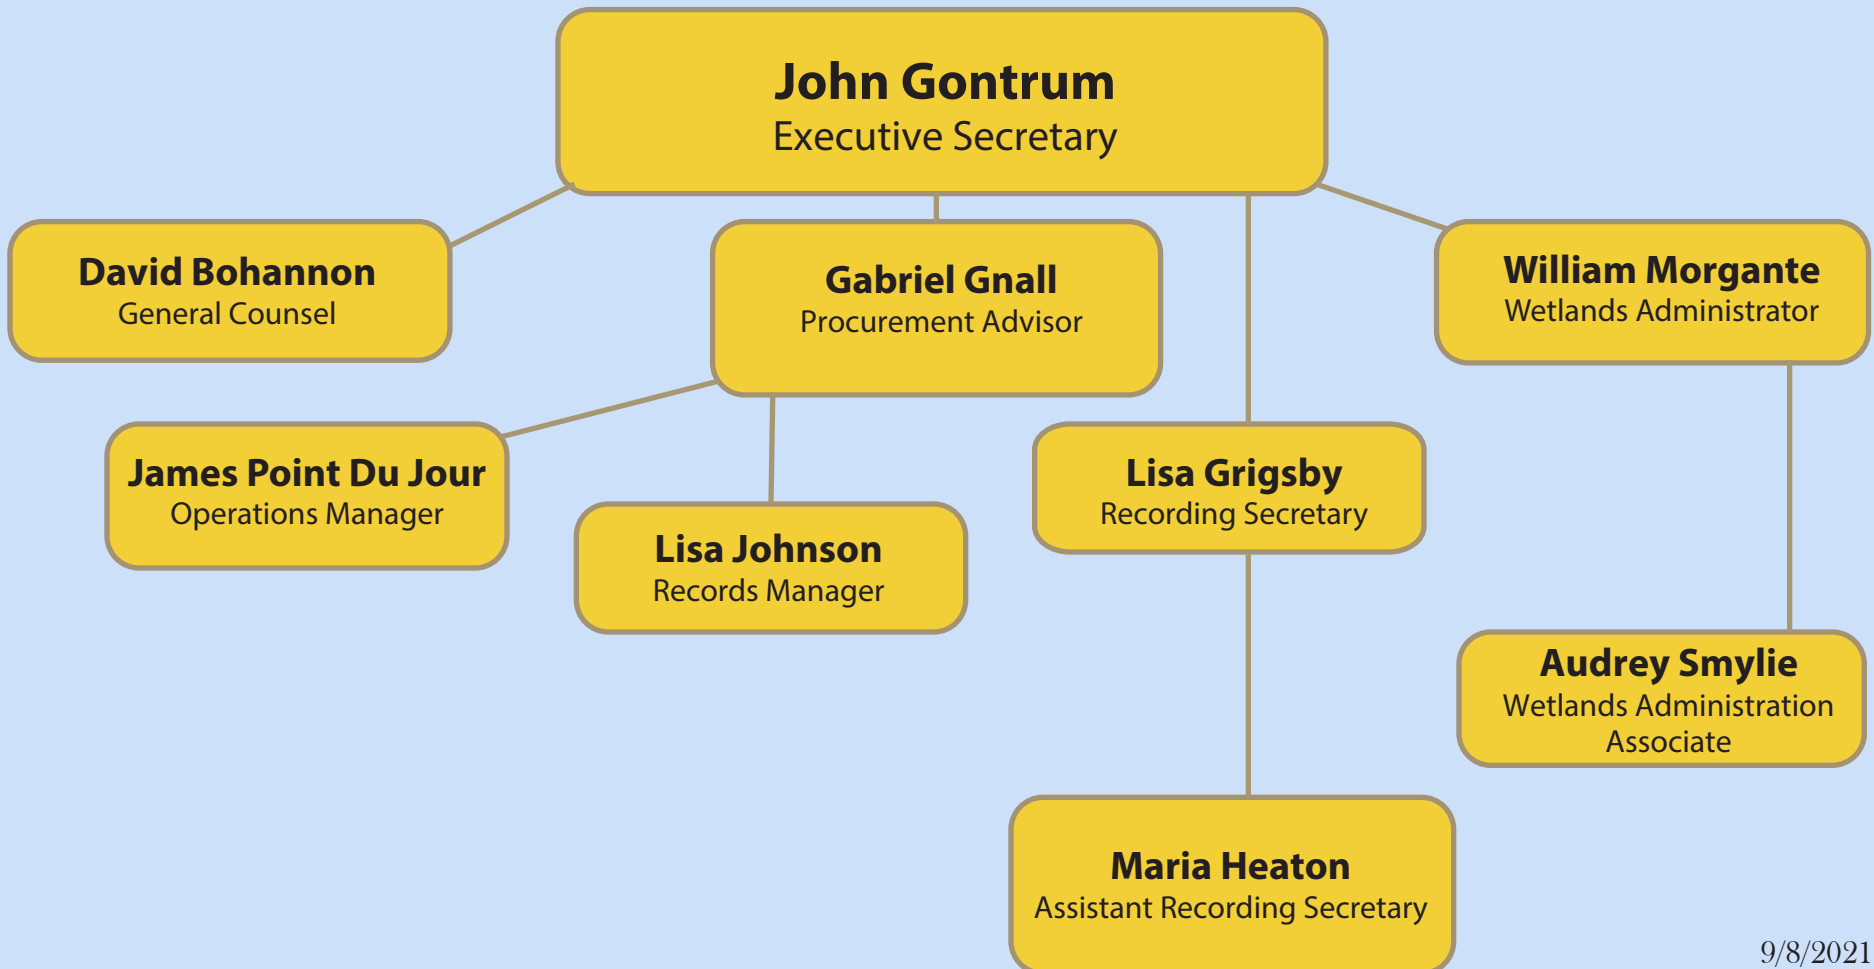 John Gontrum
Executive Secretary
David Bohannon
General Counsel
Gabriel Gnall
Procurement Advisor
William Morgante
Wetlands Administrator
James Point Du Jour
Operations Manager
Lisa Johnson
Records Manager
Lisa Grigsby
Recording Secretary
Audrey Smylie
Wetlands Administration
Associate
Maria Heaton
Assistant Recording Secretary
9/8/2021